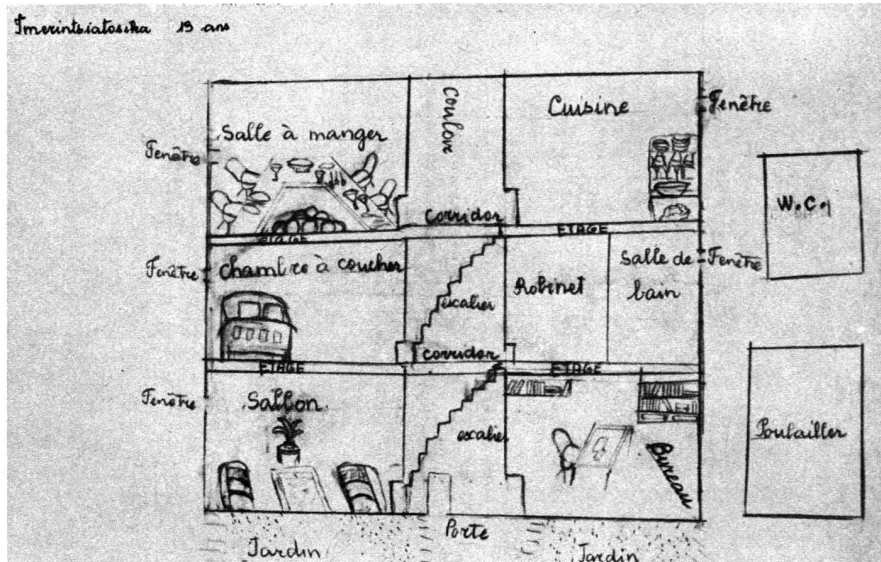 Imerintsiatosika 13 ans
Salle à manger
Couloir
Cuisine
Fenêtre
Fenêtre
W.C.
Corridor
ETAGE
ETAGE
Chambre à coucher
escalier
Robinet
Salle de
bain
Fenêtre
Fenêtre
Corridor
ETAGE
ETAGE
Sallon
escalier
Bureau
Fenêtre
Poulailler
Porte
Jardin
Jardin